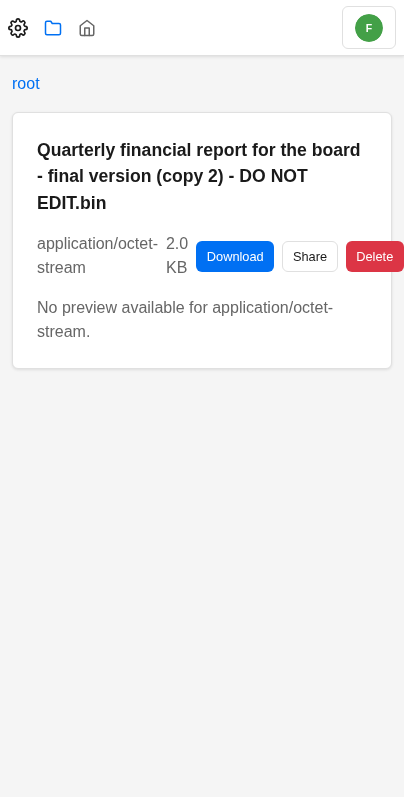 F
root
Quarterly financial report for the board
- final version (copy 2) - DO NOT
EDIT.bin
application/octet-
stream
2.0
KB
Download
Share
Delete
No preview available for application/octet-
stream.